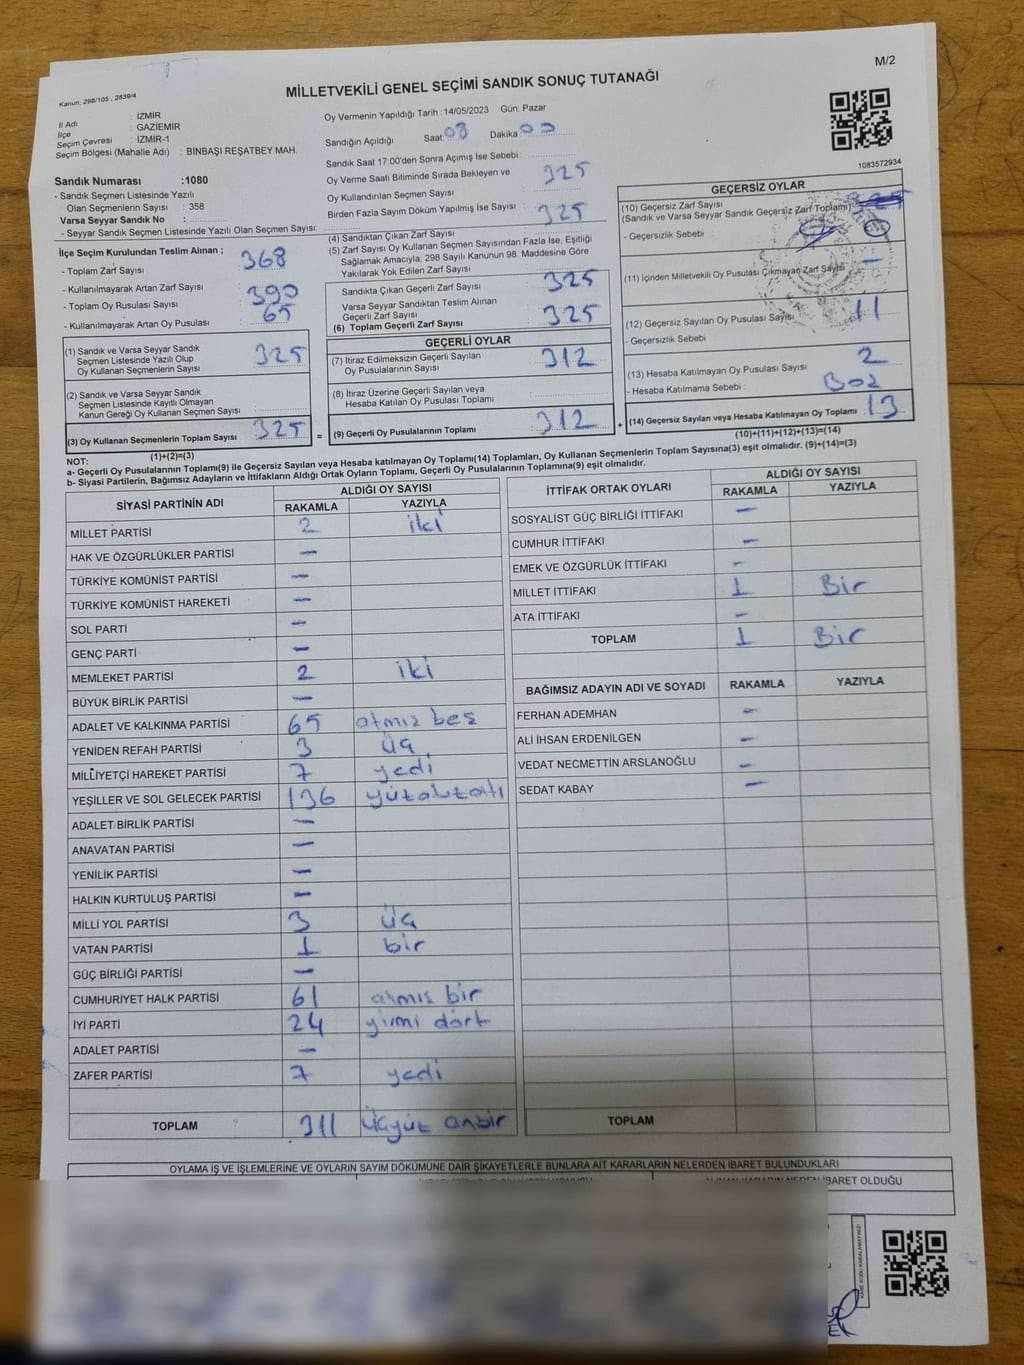 M/2
Kanun: 298/105 , 2839/4
MİLLETVEKİLİ GENEL SEÇİMİ SANDIK SONUÇ TUTANAĞI
İl Adı : İZMİR
İlçe : GAZİEMİR
Seçim Çevresi : İZMİR-1
Seçim Bölgesi (Mahalle Adı) : BİNBAŞI REŞATBEY MAH.
Sandık Numarası :1080
- Sandık Seçmen Listesinde Yazılı
Olan Seçmenlerin Sayısı : 358
Varsa Seyyar Sandık No :
- Seyyar Sandık Seçmen Listesinde Yazılı Olan Seçmen Sayısı:
İlçe Seçim Kurulundan Teslim Alınan ;
- Toplam Zarf Sayısı 368
- Kullanılmayarak Artan Zarf Sayısı
- Toplam Oy Pusulası Sayısı 390
- Kullanılmayarak Artan Oy Pusulası 65
(1) Sandık ve Varsa Seyyar Sandık
Seçmen Listesinde Yazılı Olup
Oy Kullanan Seçmenlerin Sayısı 325
(2) Sandık ve Varsa Seyyar Sandık
Seçmen Listesinde Kayıtlı Olmayan
Kanun Gereği Oy Kullanan Seçmen Sayısı
(3) Oy Kullanan Seçmenlerin Toplam Sayısı 325 =
(1)+(2)=(3)
Oy Vermenin Yapıldığı Tarih : 14/05/2023 Gün: Pazar
Sandığın Açıldığı Saat 08 Dakika 00
Sandık Saat 17:00'den Sonra Açımış İse Sebebi :
Oy Verme Saati Bitiminde Sırada Bekleyen ve
Oy Kullandırılan Seçmen Sayısı 325
Birden Fazla Sayım Döküm Yapılmış İse Sayısı
(4) Sandıktan Çıkan Zarf Sayısı 325
(5) Zarf Sayısı Oy Kullanan Seçmen Sayısından Fazla İse, Eşitliği
Sağlamak Amacıyla, 298 Sayılı Kanunun 98. Maddesine Göre
Yakılarak Yok Edilen Zarf Sayısı
Sandıkta Çıkan Geçerli Zarf Sayısı 325
Varsa Seyyar Sandıktan Teslim Alınan
Geçerli Zarf Sayısı
(6) Toplam Geçerli Zarf Sayısı 325
GEÇERLİ OYLAR
(7) İtiraz Edilmeksizin Geçerli Sayılan
Oy Pusulalarının Sayısı 312
(8) İtiraz Üzerine Geçerli Sayılan veya
Hesaba Katılan Oy Pusulası Toplamı
(9) Geçerli Oy Pusulalarının Toplamı 312 +
1083572934
GEÇERSİZ OYLAR
(10) Geçersiz Zarf Sayısı
(Sandık ve Varsa Seyyar Sandık Geçersiz Zarf Toplamı)
- Geçersizlik Sebebi : 0
(11) İçinden Milletvekili Oy Pusulası Çıkmayan Zarf Sayısı –
(12) Geçersiz Sayılan Oy Pusulası Sayısı 11
- Geçersizlik Sebebi
(13) Hesaba Katılmayan Oy Pusulası Sayısı 2
- Hesaba Katılmama Sebebi : Boş
(14) Geçersiz Sayılan veya Hesaba Katılmayan Oy Toplamı 13
(10)+(11)+(12)+(13)=(14)
NOT:
a- Geçerli Oy Pusulalarının Toplamı(9) ile Geçersiz Sayılan veya Hesaba katılmayan Oy Toplamı(14) Toplamları, Oy Kullanan Seçmenlerin Toplam Sayısına(3) eşit olmalıdır. (9)+(14)=(3)
b- Siyasi Partilerin, Bağımsız Adayların ve İttifakların Aldığı Ortak Oyların Toplamı, Geçerli Oy Pusulalarının Toplamına(9) eşit olmalıdır.
SİYASİ PARTİNİN ADI ALDIĞI OY SAYISI
RAKAMLA YAZIYLA
MİLLET PARTİSİ 2 iki
HAK VE ÖZGÜRLÜKLER PARTİSİ –
TÜRKİYE KOMÜNİST PARTİSİ –
TÜRKİYE KOMÜNİST HAREKETİ –
SOL PARTİ –
GENÇ PARTİ –
MEMLEKET PARTİSİ 2 iki
BÜYÜK BİRLİK PARTİSİ –
ADALET VE KALKINMA PARTİSİ 65 atmış beş
YENİDEN REFAH PARTİSİ 3 üç
MİLLİYETÇİ HAREKET PARTİSİ 7 yedi
YEŞİLLER VE SOL GELECEK PARTİSİ 136 yüzotuzaltı
ADALET BİRLİK PARTİSİ –
ANAVATAN PARTİSİ –
YENİLİK PARTİSİ –
HALKIN KURTULUŞ PARTİSİ –
MİLLİ YOL PARTİSİ 3 üç
VATAN PARTİSİ 1 bir
GÜÇ BİRLİĞİ PARTİSİ –
CUMHURİYET HALK PARTİSİ 61 atmış bir
İYİ PARTİ 24 yirmi dört
ADALET PARTİSİ –
ZAFER PARTİSİ 7 yedi
TOPLAM 311 üçyüz onbir
İTTİFAK ORTAK OYLARI ALDIĞI OY SAYISI
RAKAMLA YAZIYLA
SOSYALİST GÜÇ BİRLİĞİ İTTİFAKI –
CUMHUR İTTİFAKI –
EMEK VE ÖZGÜRLÜK İTTİFAKI –
MİLLET İTTİFAKI 1 Bir
ATA İTTİFAKI –
TOPLAM 1 Bir
BAĞIMSIZ ADAYIN ADI VE SOYADI RAKAMLA YAZIYLA
FERHAN ADEMHAN –
ALİ İHSAN ERDENİLGEN –
VEDAT NECMETTİN ARSLANOĞLU –
SEDAT KABAY –
TOPLAM
OYLAMA İŞ VE İŞLEMLERİNE VE OYLARIN SAYIM DÖKÜMÜNE DAİR ŞİKAYETLERLE BUNLARA AİT KARARLARIN NELERDEN İBARET BULUNDUKLARI
İBARET OLDUĞU